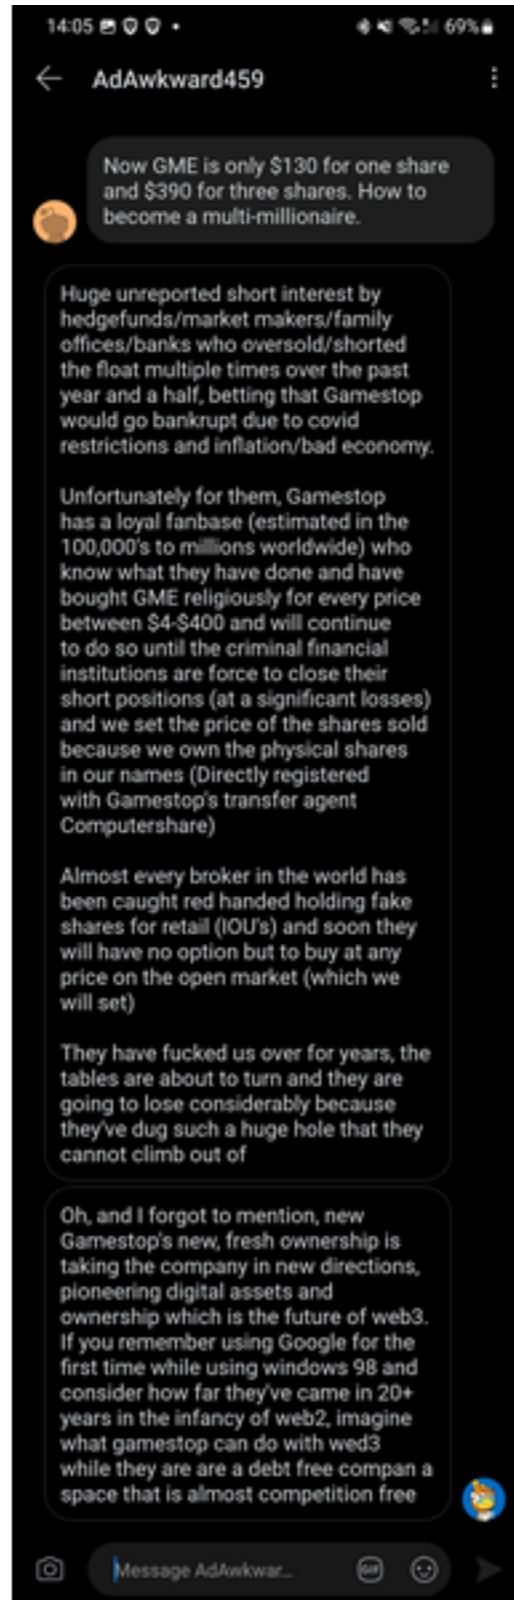 14:05
69%
AdAwkward459
Now GME is only $130 for one share
and $390 for three shares. How to
become a multi-millionaire.
Huge unreported short interest by
hedgefunds/market makers/family
offices/banks who oversold/shorted
the float multiple times over the past
year and a half, betting that Gamestop
would go bankrupt due to covid
restrictions and inflation/bad economy.
Unfortunately for them, Gamestop
has a loyal fanbase (estimated in the
100,000's to millions worldwide) who
know what they have done and have
bought GME religiously for every price
between $4-$400 and will continue
to do so until the criminal financial
institutions are force to close their
short positions (at a significant losses)
and we set the price of the shares sold
because we own the physical shares
in our names (Directly registered
with Gamestop's transfer agent
Computershare)
Almost every broker in the world has
been caught red handed holding fake
shares for retail (IOU's) and soon they
will have no option but to buy at any
price on the open market (which we
will set)
They have fucked us over for years, the
tables are about to turn and they are
going to lose considerably because
they've dug such a huge hole that they
cannot climb out of
Oh, and I forgot to mention, new
Gamestop's new, fresh ownership is
taking the company in new directions,
pioneering digital assets and
ownership which is the future of web3.
If you remember using Google for the
first time while using windows 98 and
consider how far they've came in 20+
years in the infancy of web2, imagine
what gamestop can do with wed3
while they are are a debt free compan a
space that is almost competition free
Message AdAwkwar...
GIF